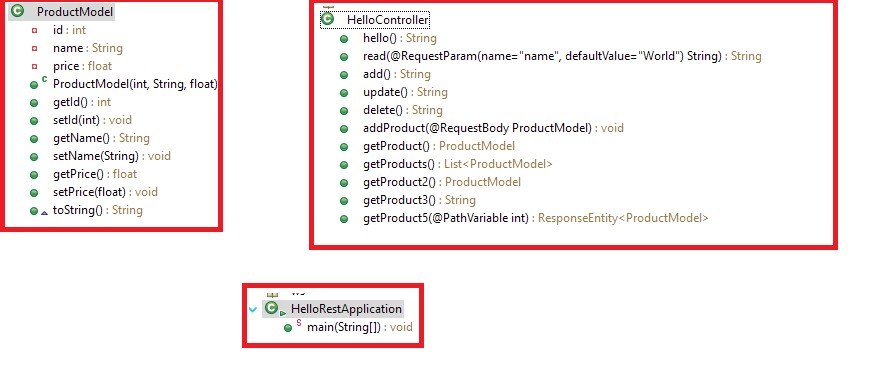 ProductModel
id : int
name : String
price : float
ProductModel(int, String, float)
getId() : int
setId(int) : void
getName() : String
setName(String) : void
getPrice() : float
setPrice(float) : void
toString() : String
HelloController
hello() : String
read(@RequestParam(name="name", defaultValue="World") String) : String
add() : String
update() : String
delete() : String
addProduct(@RequestBody ProductModel) : void
getProduct() : ProductModel
getProducts() : List<ProductModel>
getProduct2() : ProductModel
getProduct3() : String
getProduct5(@PathVariable int) : ResponseEntity<ProductModel>
HelloRestApplication
main(String[]) : void